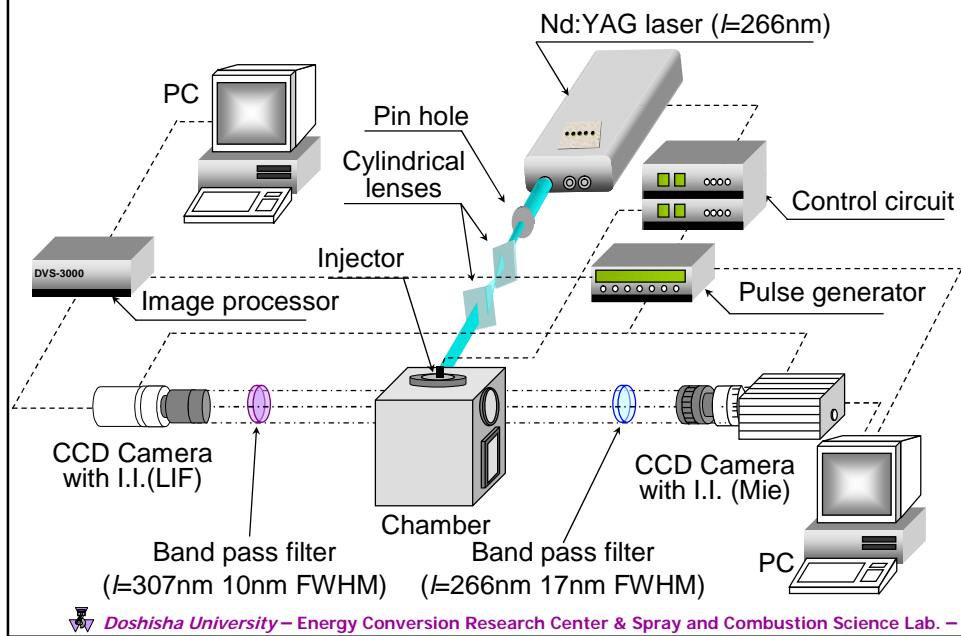 Nd:YAG laser (l=266nm)
PC
Pin hole
Cylindrical
lenses
Control circuit
Injector
DVS-3000
Image processor
Pulse generator
CCD Camera
with I.I.(LIF)
CCD Camera
with I.I. (Mie)
Chamber
Band pass filter
(l=307nm 10nm FWHM)
Band pass filter
(l=266nm 17nm FWHM)
PC
Doshisha University – Energy Conversion Research Center & Spray and Combustion Science Lab. –